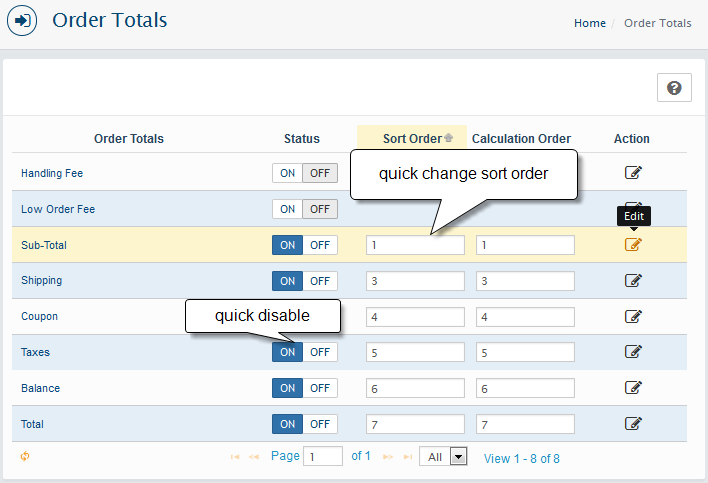 Order Totals
Home / Order Totals
?
Order Totals Status Sort Order Calculation Order Action
Handling Fee ON OFF
quick change sort order
Low Order Fee ON OFF
Edit
Sub-Total ON OFF 1 1
Shipping ON OFF 3 3
quick disable
Coupon 4 4
Taxes ON OFF 5 5
Balance ON OFF 6 6
Total ON OFF 7 7
Page 1 of 1 All View 1 - 8 of 8